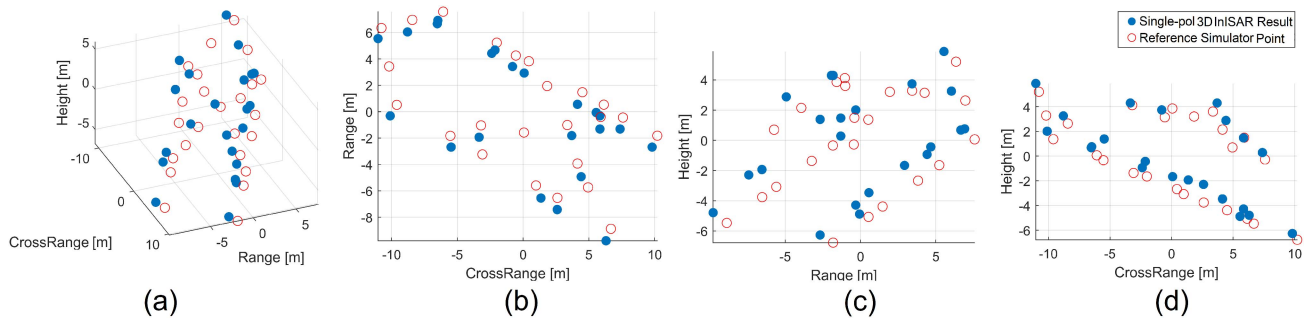 Single-pol 3D InISAR Result
Reference Simulator Point
5
0
-5
Height [m]
-10
0
10
CrossRange [m]
-5
0
5
Range [m]
(a)
6
4
2
0
-2
-4
-6
-8
Range [m]
-10
-5
0
5
10
CrossRange [m]
(b)
4
2
0
-2
-4
-6
Height [m]
-5
0
5
Range [m]
(c)
4
2
0
-2
-4
-6
Height [m]
-10
-5
0
5
10
CrossRange [m]
(d)